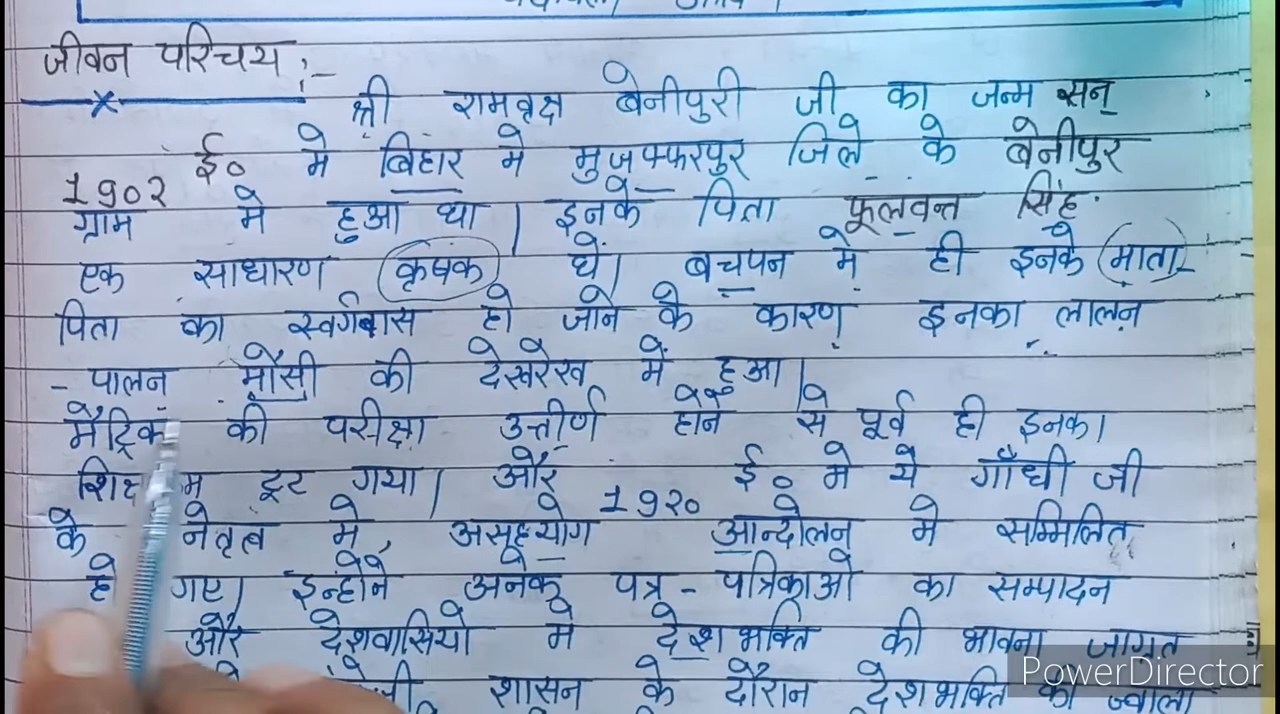 जीवन परिचय :-
श्री रामवृक्ष बेनीपुरी जी का जन्म सन्
1902 ई० मे बिहार मे मुजफ्फरपुर जिले के बेनीपुर
ग्राम मे हुआ था। इनके पिता फूलवन्त सिंह
एक साधारण कृषक थे। बचपन मे ही इनके माता-
पिता का स्वर्गवास हो जाने के कारण इनका लालन
- पालन मौसी की देखरेख में हुआ।
मैट्रिक की परीक्षा उत्तीर्ण होने से पूर्व ही इनका
टूट गया। और 1920 ई० मे ये गाँधी जी
के नेतृत्व मे, असहयोग आन्दोलन मे सम्मिलित
हो गए। इन्होंने अनेक पत्र - पत्रिकाओ का सम्पादन
और देशवासियो मे देशभक्ति की भावना जागृत
शासन के दौरान देशभक्ति की ज्वाला
PowerDirector